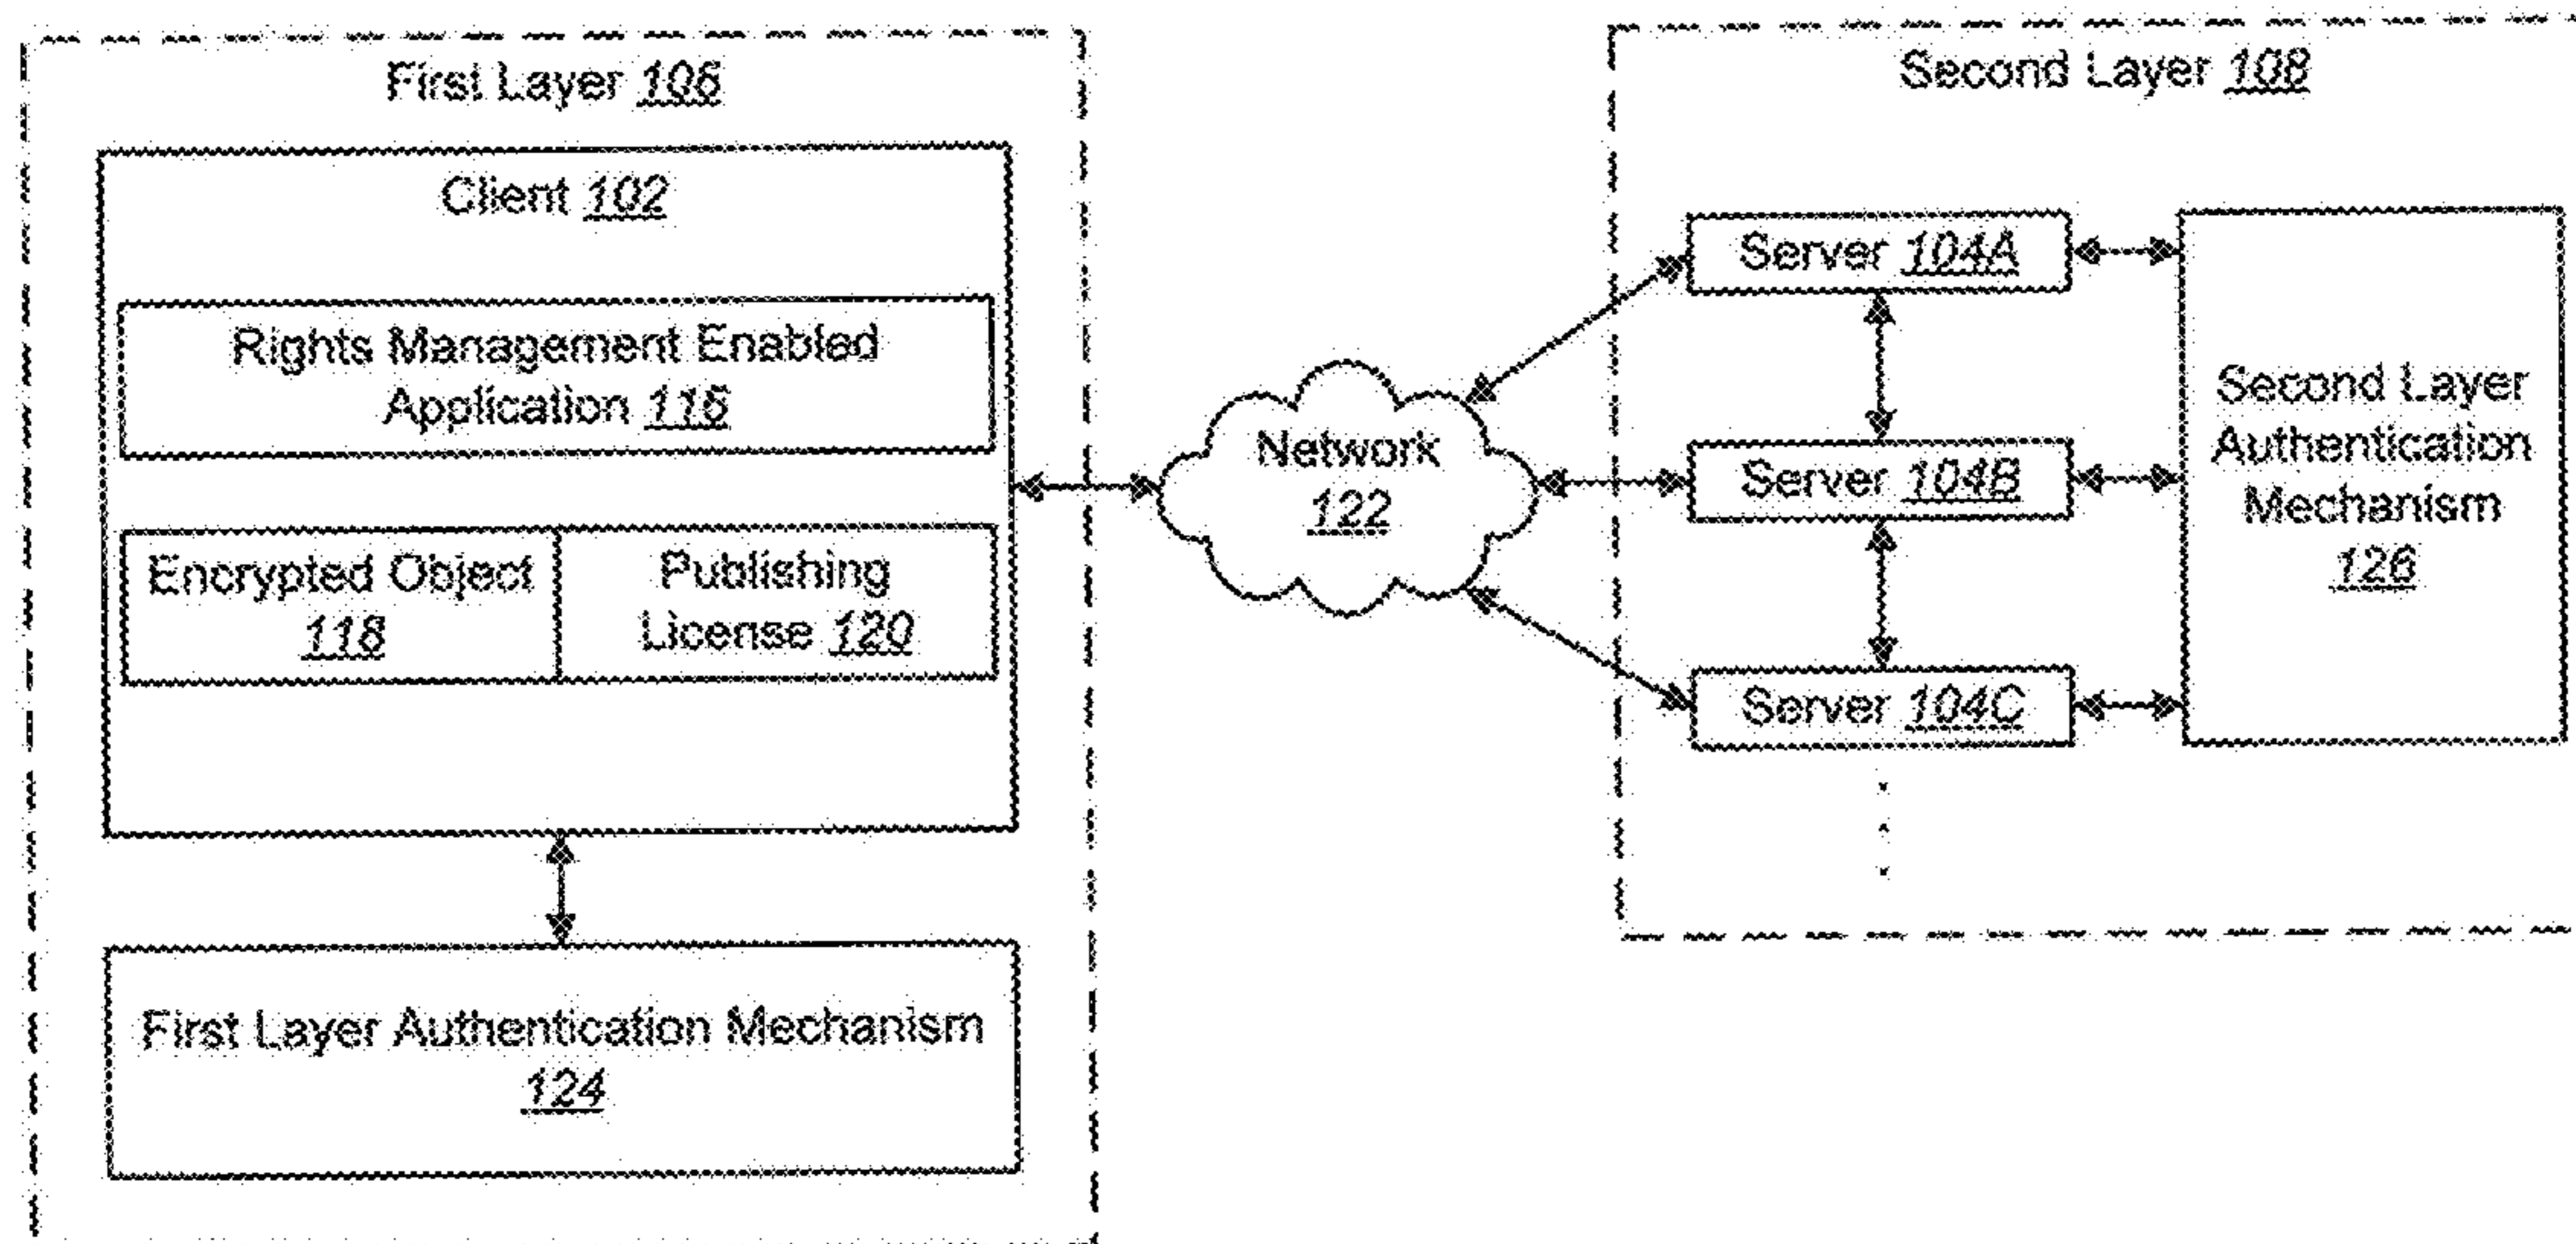 First Layer 106
Second Layer 108
Client 102
Rights Management Enabled
Application 116
Encrypted Object
118
Publishing
License 120
First Layer Authentication Mechanism
124
Network
122
Server 104A
Server 104B
Server 104C
Second Layer
Authentication
Mechanism
126